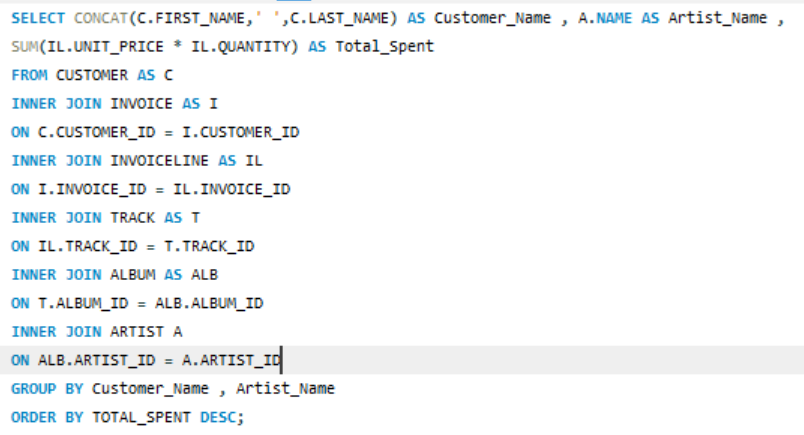 SELECT CONCAT(C.FIRST_NAME,' ',C.LAST_NAME) AS Customer_Name , A.NAME AS Artist_Name ,
SUM(IL.UNIT_PRICE * IL.QUANTITY) AS Total_Spent
FROM CUSTOMER AS C
INNER JOIN INVOICE AS I
ON C.CUSTOMER_ID = I.CUSTOMER_ID
INNER JOIN INVOICELINE AS IL
ON I.INVOICE_ID = IL.INVOICE_ID
INNER JOIN TRACK AS T
ON IL.TRACK_ID = T.TRACK_ID
INNER JOIN ALBUM AS ALB
ON T.ALBUM_ID = ALB.ALBUM_ID
INNER JOIN ARTIST A
ON ALB.ARTIST_ID = A.ARTIST_ID
GROUP BY Customer_Name , Artist_Name
ORDER BY TOTAL_SPENT DESC;